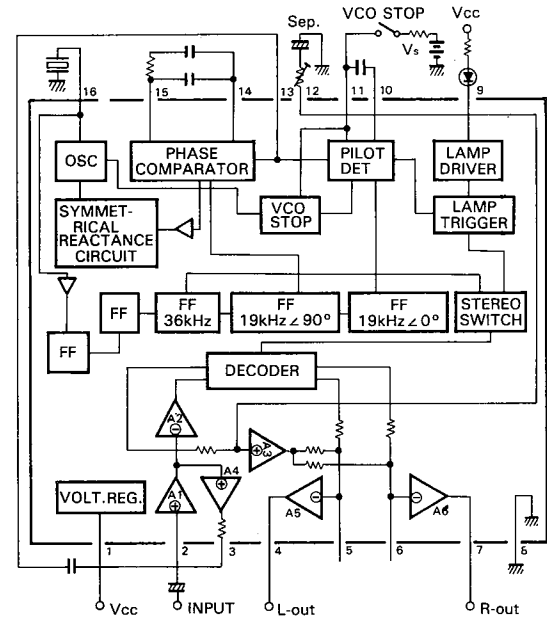 Sep.
VCO STOP
Vs
Vcc
16
15
14
13
12
11
10
9
OSC
PHASE
COMPARATOR
PILOT
DET
LAMP
DRIVER
VCO
STOP
LAMP
TRIGGER
SYMMET-
RICAL
REACTANCE
CIRCUIT
FF
FF
FF
36kHz
FF
19kHz∠90°
FF
19kHz∠0°
STEREO
SWITCH
DECODER
A2
⊖
A1
⊕
A4
⊕
A3
⊕
A5
⊖
A6
⊖
VOLT.REG.
1
2
3
4
5
6
7
8
Vcc
INPUT
L-out
R-out